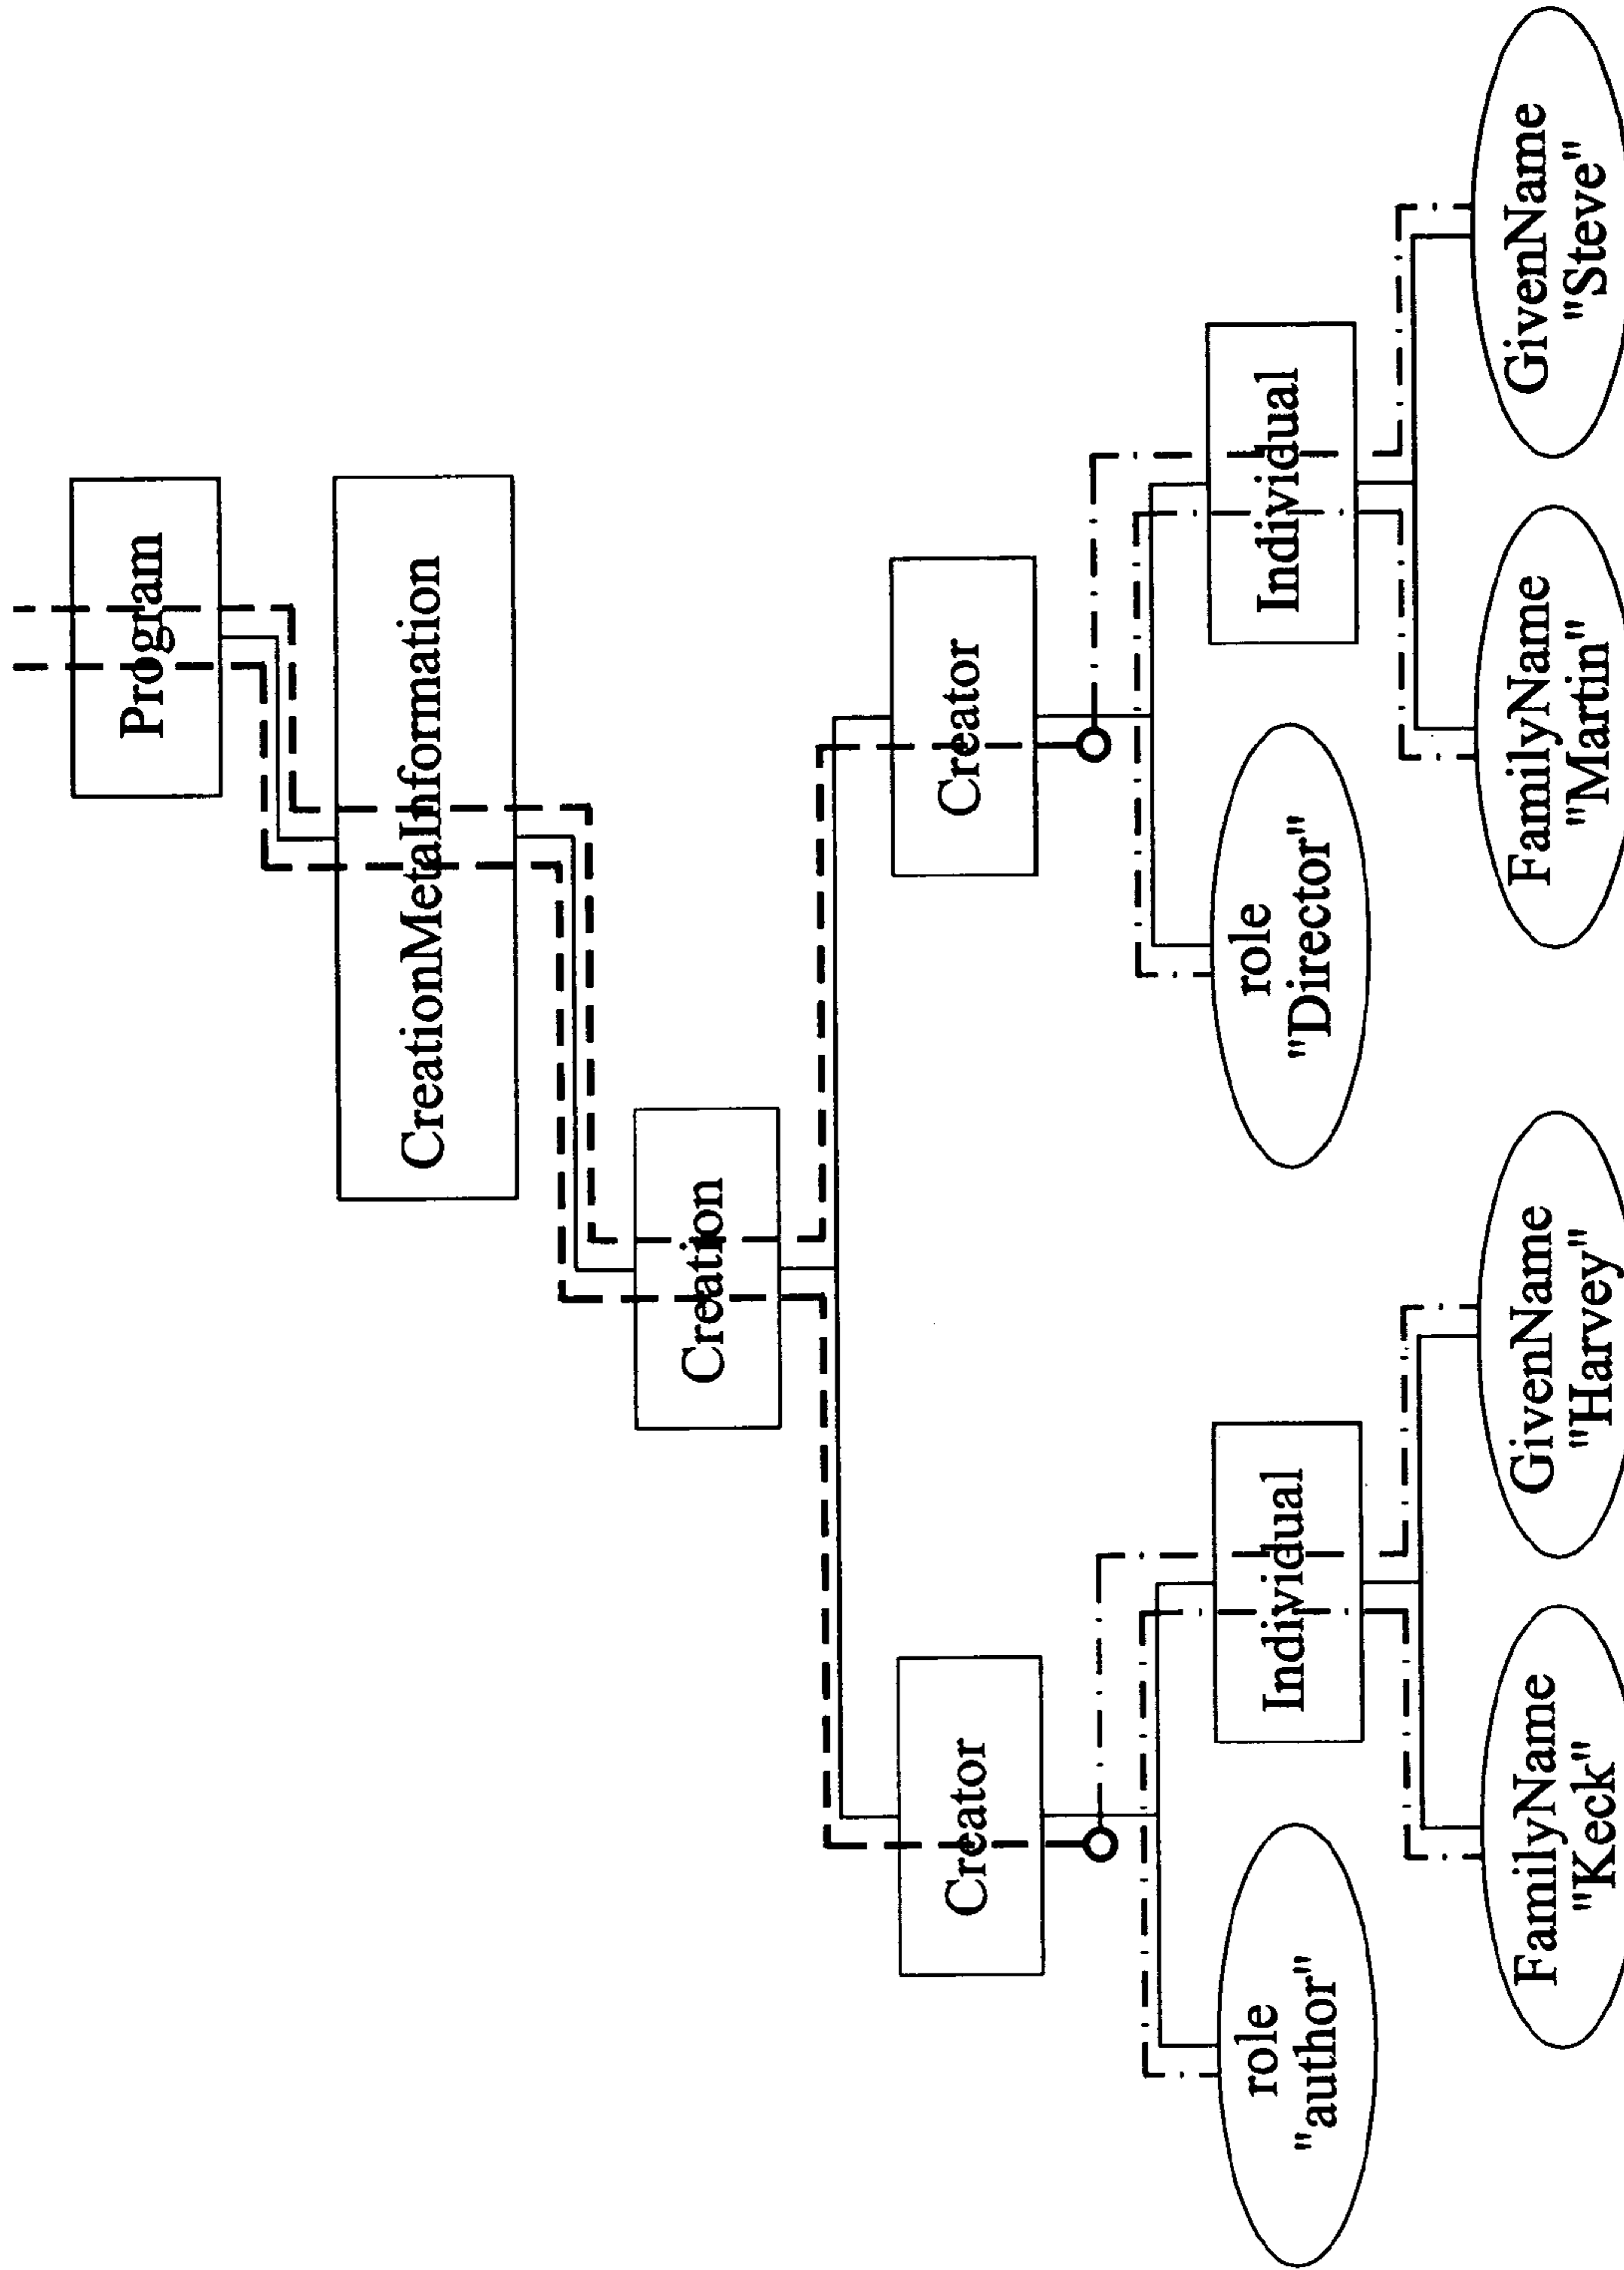 Program
CreationMetaInformation
Creation
Creator
Creator
role
"author"
Individual
role
"Director"
Individual
FamilyName
"Keck"
GivenName
"Harvey"
FamilyName
"Martin"
GivenName
"Steve"